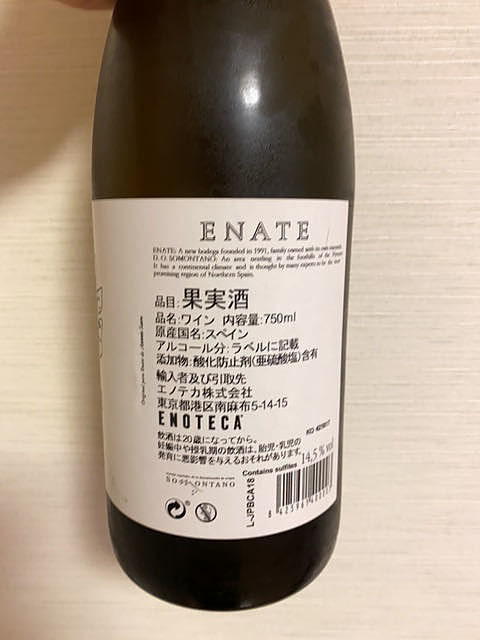 ENATE
ENATE: A new bodega founded in 1991, family owned with its own vineyards.
D. O. SOMONTANO: An area nestling in the foothills of the Pyrenees.
It has a continental climate and is thought by many experts to be the most
promising region of Northern Spain.
品目:果実酒
品名:ワイン 内容量:750ml
原産国名:スペイン
アルコール分:ラベルに記載
添加物:酸化防止剤(亜硫酸塩)含有
輸入者及び引取先
エノテカ株式会社
東京都港区南麻布5-14-15
ENOTECA
飲酒は20歳になってから。
妊娠中や授乳期の飲酒は、胎児・乳児の
発育に悪影響を与えるおそれがあります。
SOMONTANO
L-JPBCA18
Contains sulfites
14,5% vol